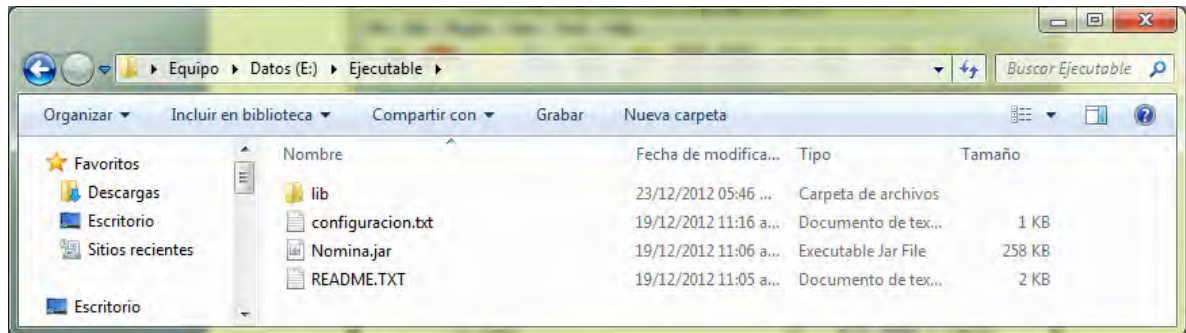 Equipo ▸ Datos (E:) ▸ Ejecutable ▸ Buscar Ejecutable
Organizar Incluir en biblioteca Compartir con Grabar Nueva carpeta
Favoritos
Descargas
Escritorio
Sitios recientes
Escritorio
Nombre Fecha de modifica... Tipo Tamaño
lib 23/12/2012 05:46 ... Carpeta de archivos
configuracion.txt 19/12/2012 11:16 a... Documento de tex... 1 KB
Nomina.jar 19/12/2012 11:06 a... Executable Jar File 258 KB
README.TXT 19/12/2012 11:05 a... Documento de tex... 2 KB